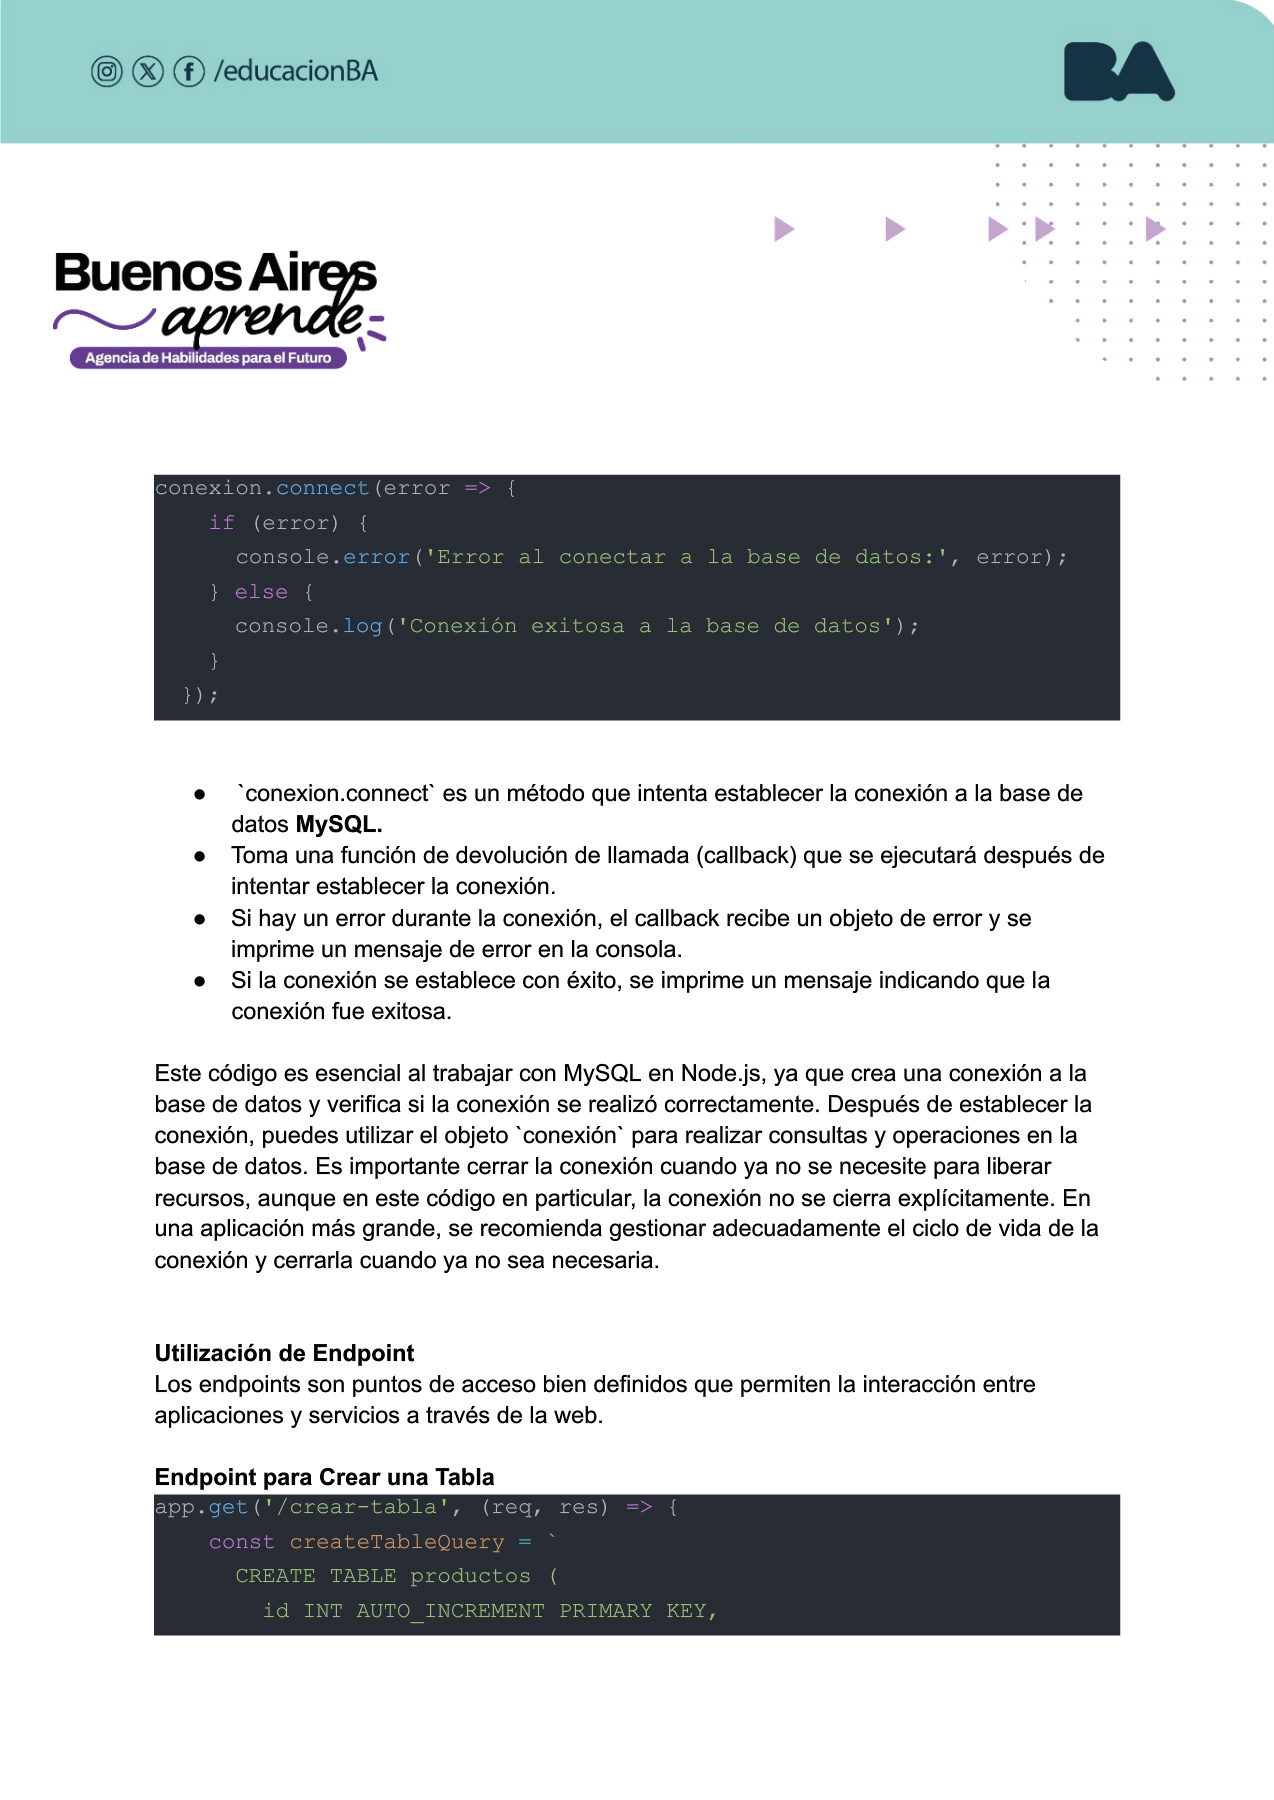 /educacionBA
BA
Buenos Aires
aprende
Agencia de Habilidades para el Futuro
conexion.connect(error => {
    if (error) {
      console.error('Error al conectar a la base de datos:', error);
    } else {
      console.log('Conexión exitosa a la base de datos');
    }
  });
● `conexion.connect` es un método que intenta establecer la conexión a la base de
datos MySQL.
● Toma una función de devolución de llamada (callback) que se ejecutará después de
intentar establecer la conexión.
● Si hay un error durante la conexión, el callback recibe un objeto de error y se
imprime un mensaje de error en la consola.
● Si la conexión se establece con éxito, se imprime un mensaje indicando que la
conexión fue exitosa.
Este código es esencial al trabajar con MySQL en Node.js, ya que crea una conexión a la
base de datos y verifica si la conexión se realizó correctamente. Después de establecer la
conexión, puedes utilizar el objeto `conexión` para realizar consultas y operaciones en la
base de datos. Es importante cerrar la conexión cuando ya no se necesite para liberar
recursos, aunque en este código en particular, la conexión no se cierra explícitamente. En
una aplicación más grande, se recomienda gestionar adecuadamente el ciclo de vida de la
conexión y cerrarla cuando ya no sea necesaria.
Utilización de Endpoint
Los endpoints son puntos de acceso bien definidos que permiten la interacción entre
aplicaciones y servicios a través de la web.
Endpoint para Crear una Tabla
app.get('/crear-tabla', (req, res) => {
    const createTableQuery = `
      CREATE TABLE productos (
        id INT AUTO_INCREMENT PRIMARY KEY,